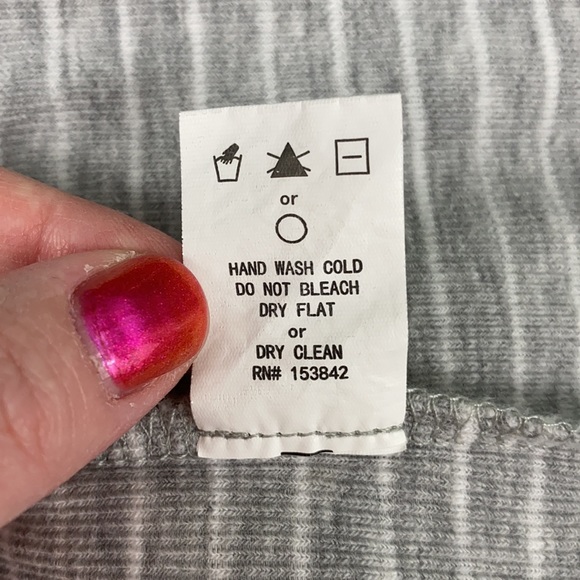 or
HAND WASH COLD
DO NOT BLEACH
DRY FLAT
or
DRY CLEAN
RN# 153842